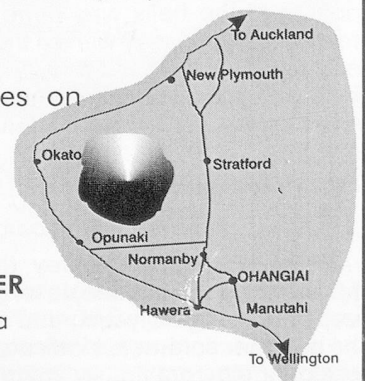 To Auckland
New Plymouth
es on
Okato
Stratford
Opunaki
Normanby
OHANGIAI
ER
Hawera
Manutahi
a
To Wellington